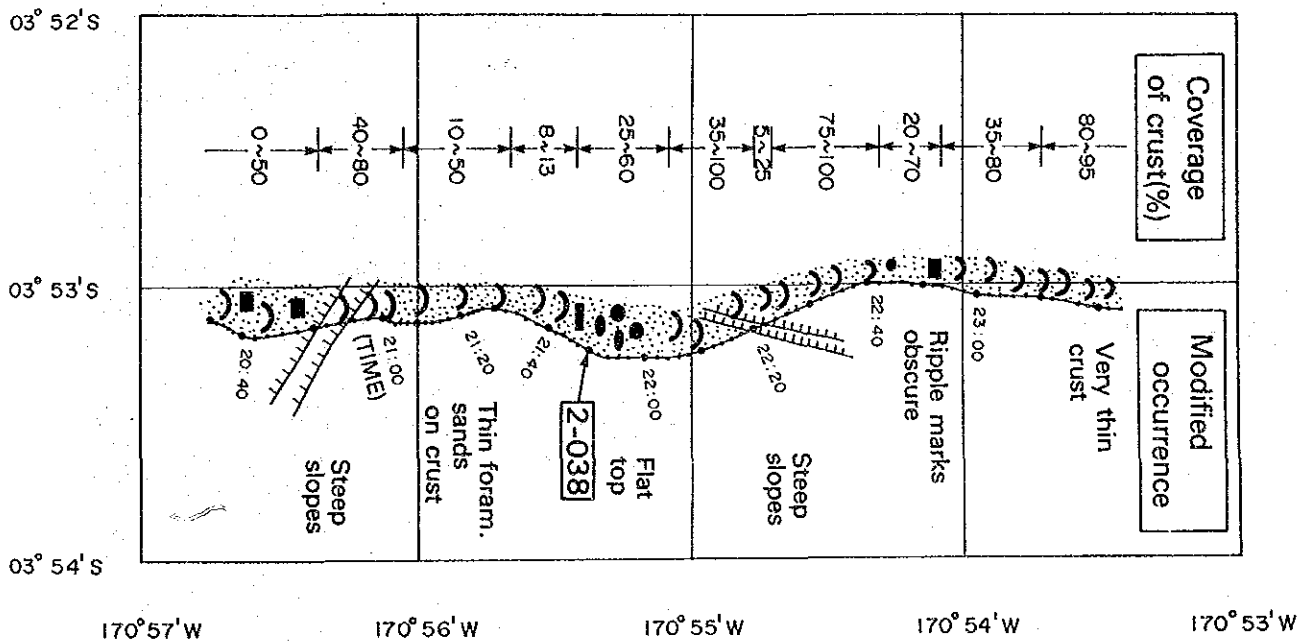 03°52'S
03°53'S
03°54'S
170°57'W
170°56'W
170°55'W
170°54'W
170°53'W
Coverage
of crust(%)
0~50
40~80
10~50
8~13
25~60
35~100
5~25
75~100
20~70
35~80
80~95
20:40
21:00
(TIME)
21:20
21:40
22:00
22:20
22:40
23:00
2-038
Modified
occurrence
Steep
slopes
Thin foram.
sands
on crust
Flat
top
Steep
slopes
Ripple marks
obscure
Very thin
crust